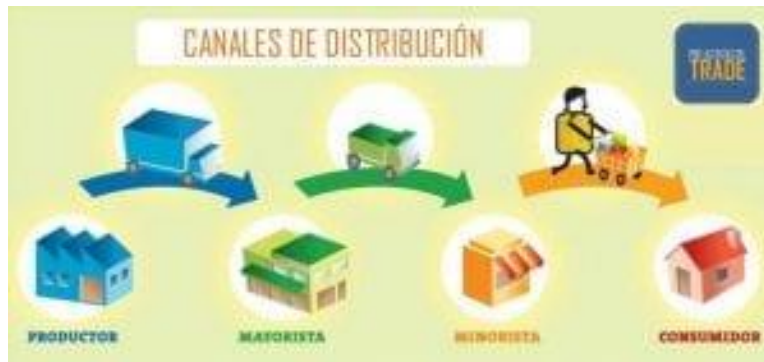 CANALES DE DISTRIBUCIÓN
TRADE
PRODUCTOR
MAYORISTA
MINORISTA
CONSUMIDOR